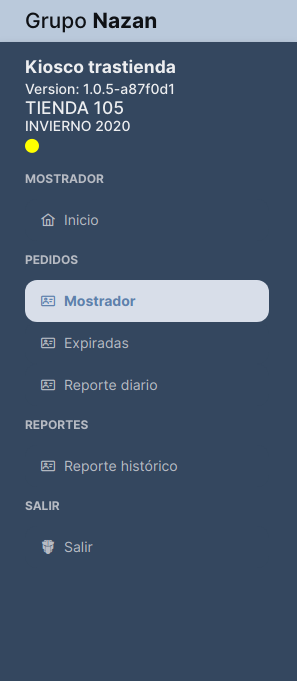 Grupo Nazan
Kiosco trastienda
Version: 1.0.5-a87f0d1
TIENDA 105
INVIERNO 2020
MOSTRADOR
Inicio
PEDIDOS
Mostrador
Expiradas
Reporte diario
REPORTES
Reporte histórico
SALIR
Salir